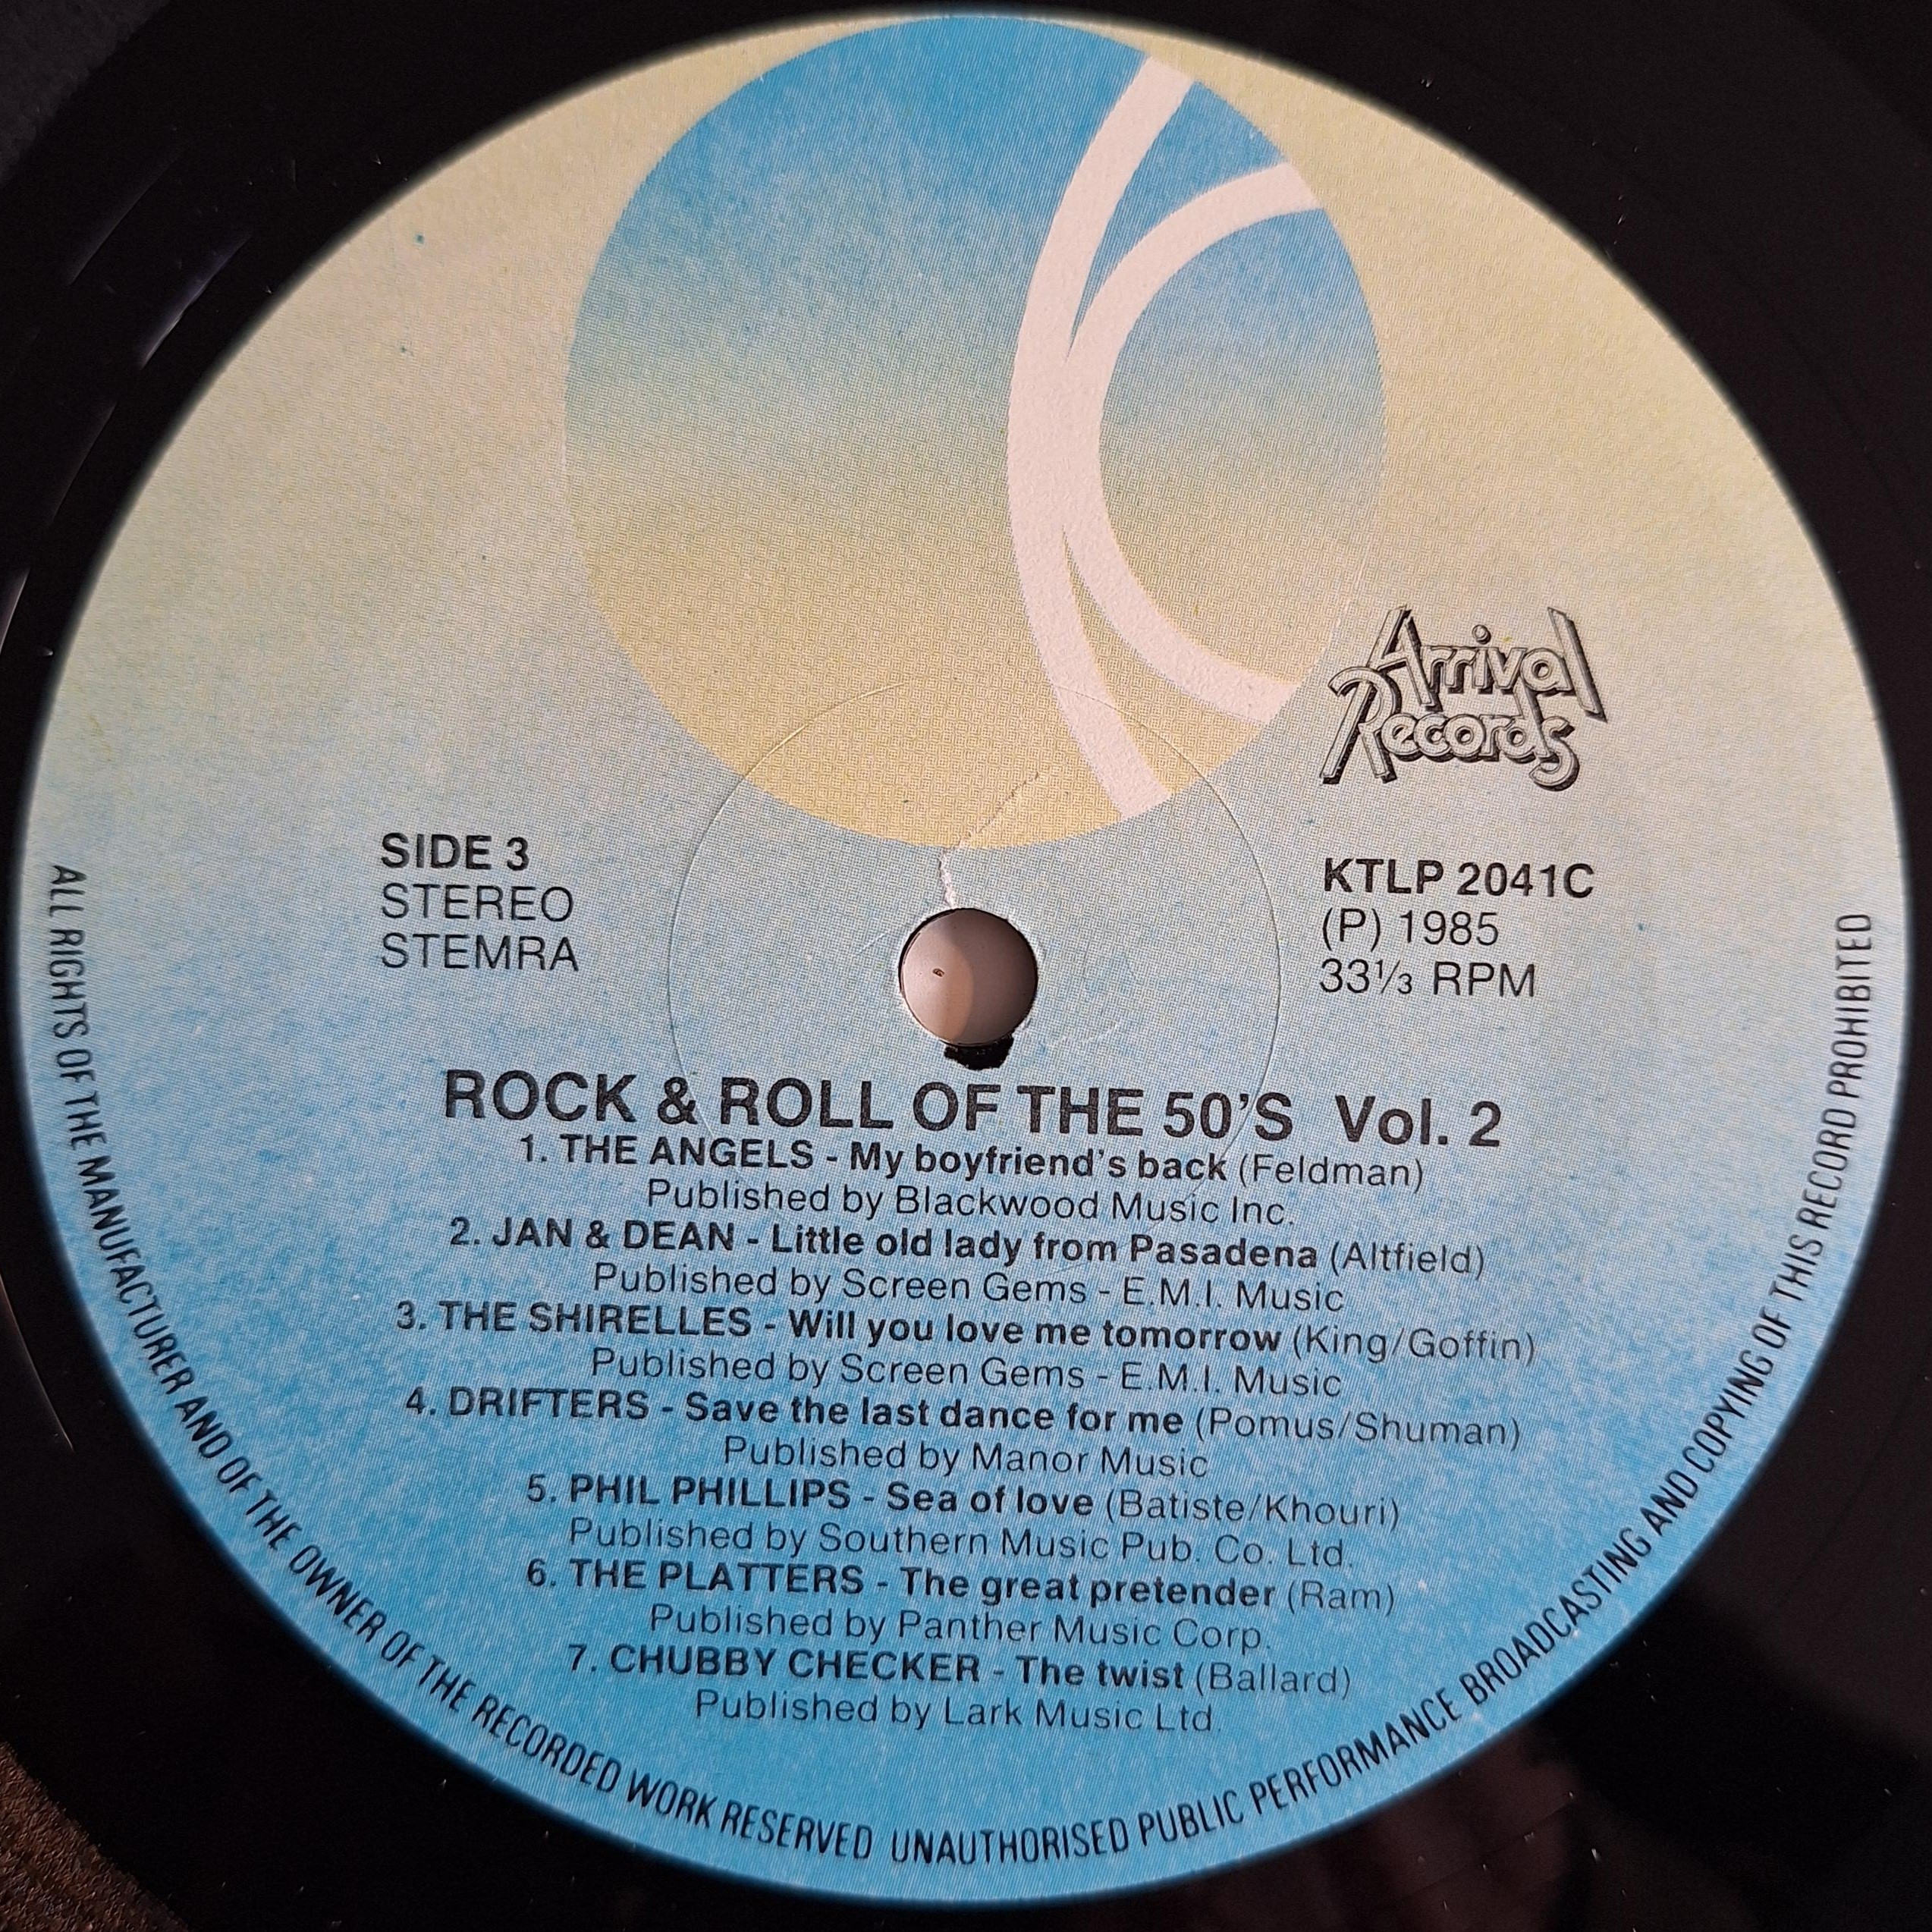 Arrival
Records
SIDE 3
STEREO
STEMRA
KTLP 2041C
(P) 1985
33⅓ RPM
ROCK & ROLL OF THE 50'S Vol. 2
1. THE ANGELS - My boyfriend's back (Feldman)
Published by Blackwood Music Inc.
2. JAN & DEAN - Little old lady from Pasadena (Altfield)
Published by Screen Gems - E.M.I. Music
3. THE SHIRELLES - Will you love me tomorrow (King/Goffin)
Published by Screen Gems - E.M.I. Music
4. DRIFTERS - Save the last dance for me (Pomus/Shuman)
Published by Manor Music
5. PHIL PHILLIPS - Sea of love (Batiste/Khouri)
Published by Southern Music Pub. Co. Ltd.
6. THE PLATTERS - The great pretender (Ram)
Published by Panther Music Corp.
7. CHUBBY CHECKER - The twist (Ballard)
Published by Lark Music Ltd.
ALL RIGHTS OF THE MANUFACTURER AND OF THE OWNER OF THE RECORDED WORK RESERVED UNAUTHORISED PUBLIC PERFORMANCE BROADCASTING AND COPYING OF THIS RECORD PROHIBITED